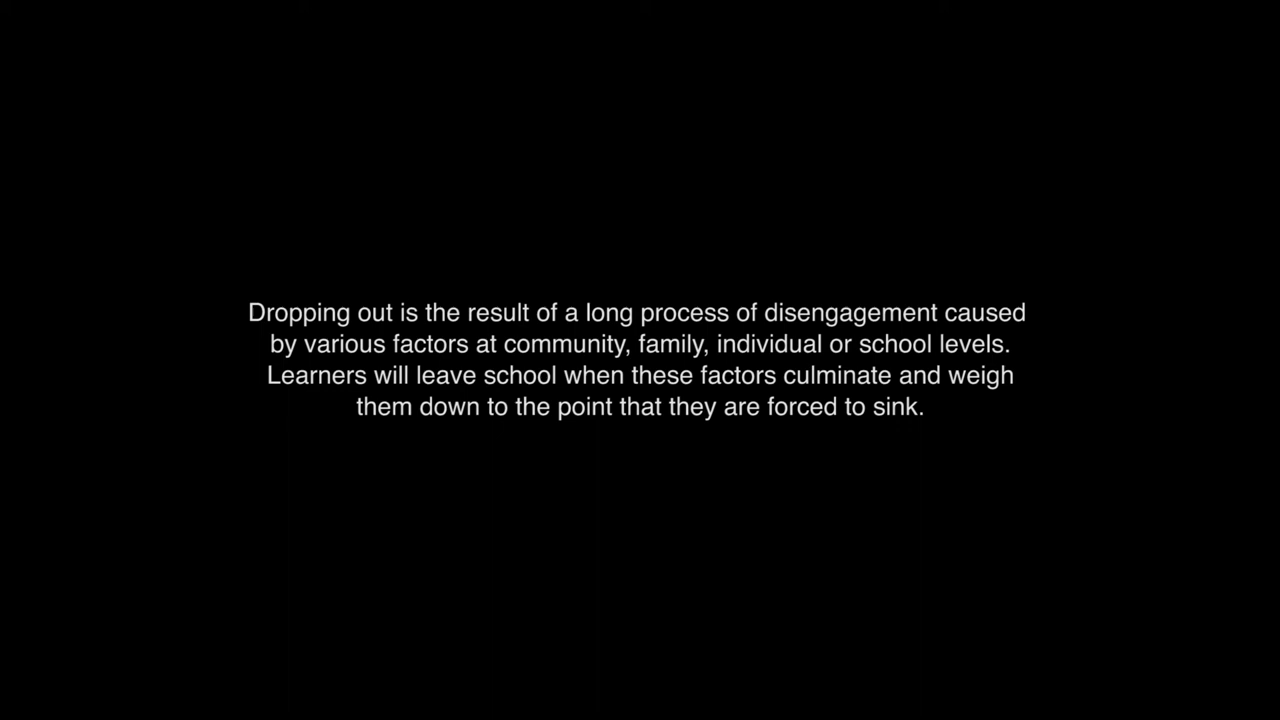 Dropping out is the result of a long process of disengagement caused
by various factors at community, family, individual or school levels.
Learners will leave school when these factors culminate and weigh
them down to the point that they are forced to sink.